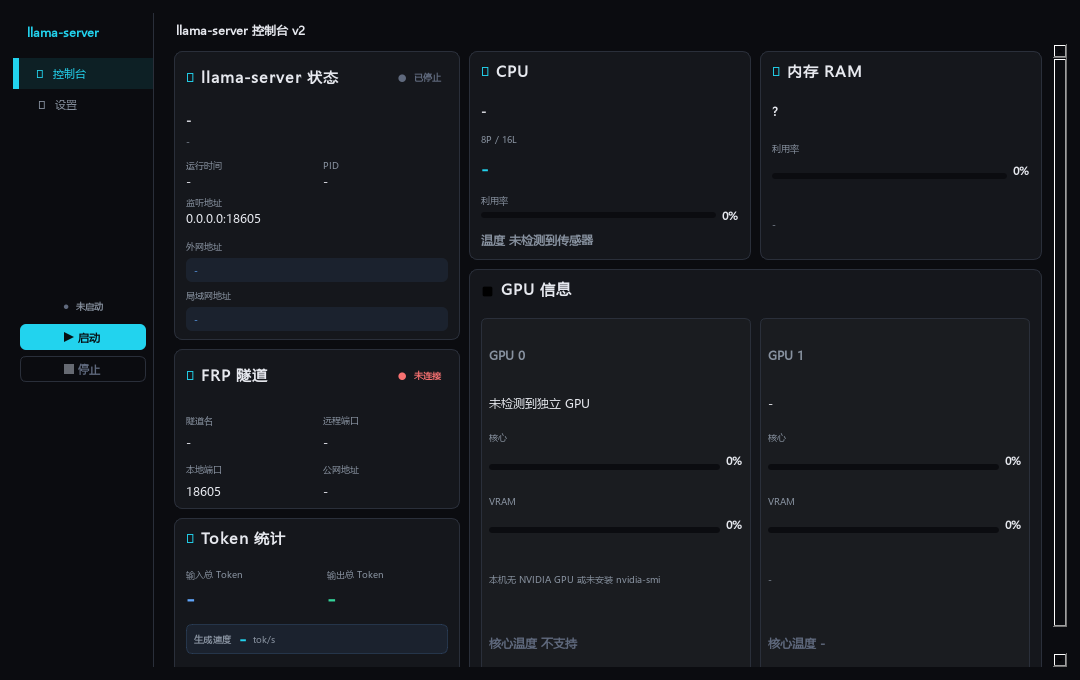 llama-server
控制台
设置
未启动
▶ 启动
■ 停止
llama-server 控制台 v2
llama-server 状态
已停止
-
-
运行时间
PID
-
-
监听地址
0.0.0.0:18605
外网地址
-
局域网地址
-
FRP 隧道
未连接
隧道名
远程端口
-
-
本地端口
公网地址
18605
-
Token 统计
输入总 Token
输出总 Token
-
-
生成速度 - tok/s
CPU
-
8P / 16L
-
利用率
0%
温度 未检测到传感器
内存 RAM
?
利用率
0%
-
GPU 信息
GPU 0
未检测到独立 GPU
核心
0%
VRAM
0%
本机无 NVIDIA GPU 或未安装 nvidia-smi
核心温度 不支持
GPU 1
-
核心
0%
VRAM
0%
-
核心温度 -